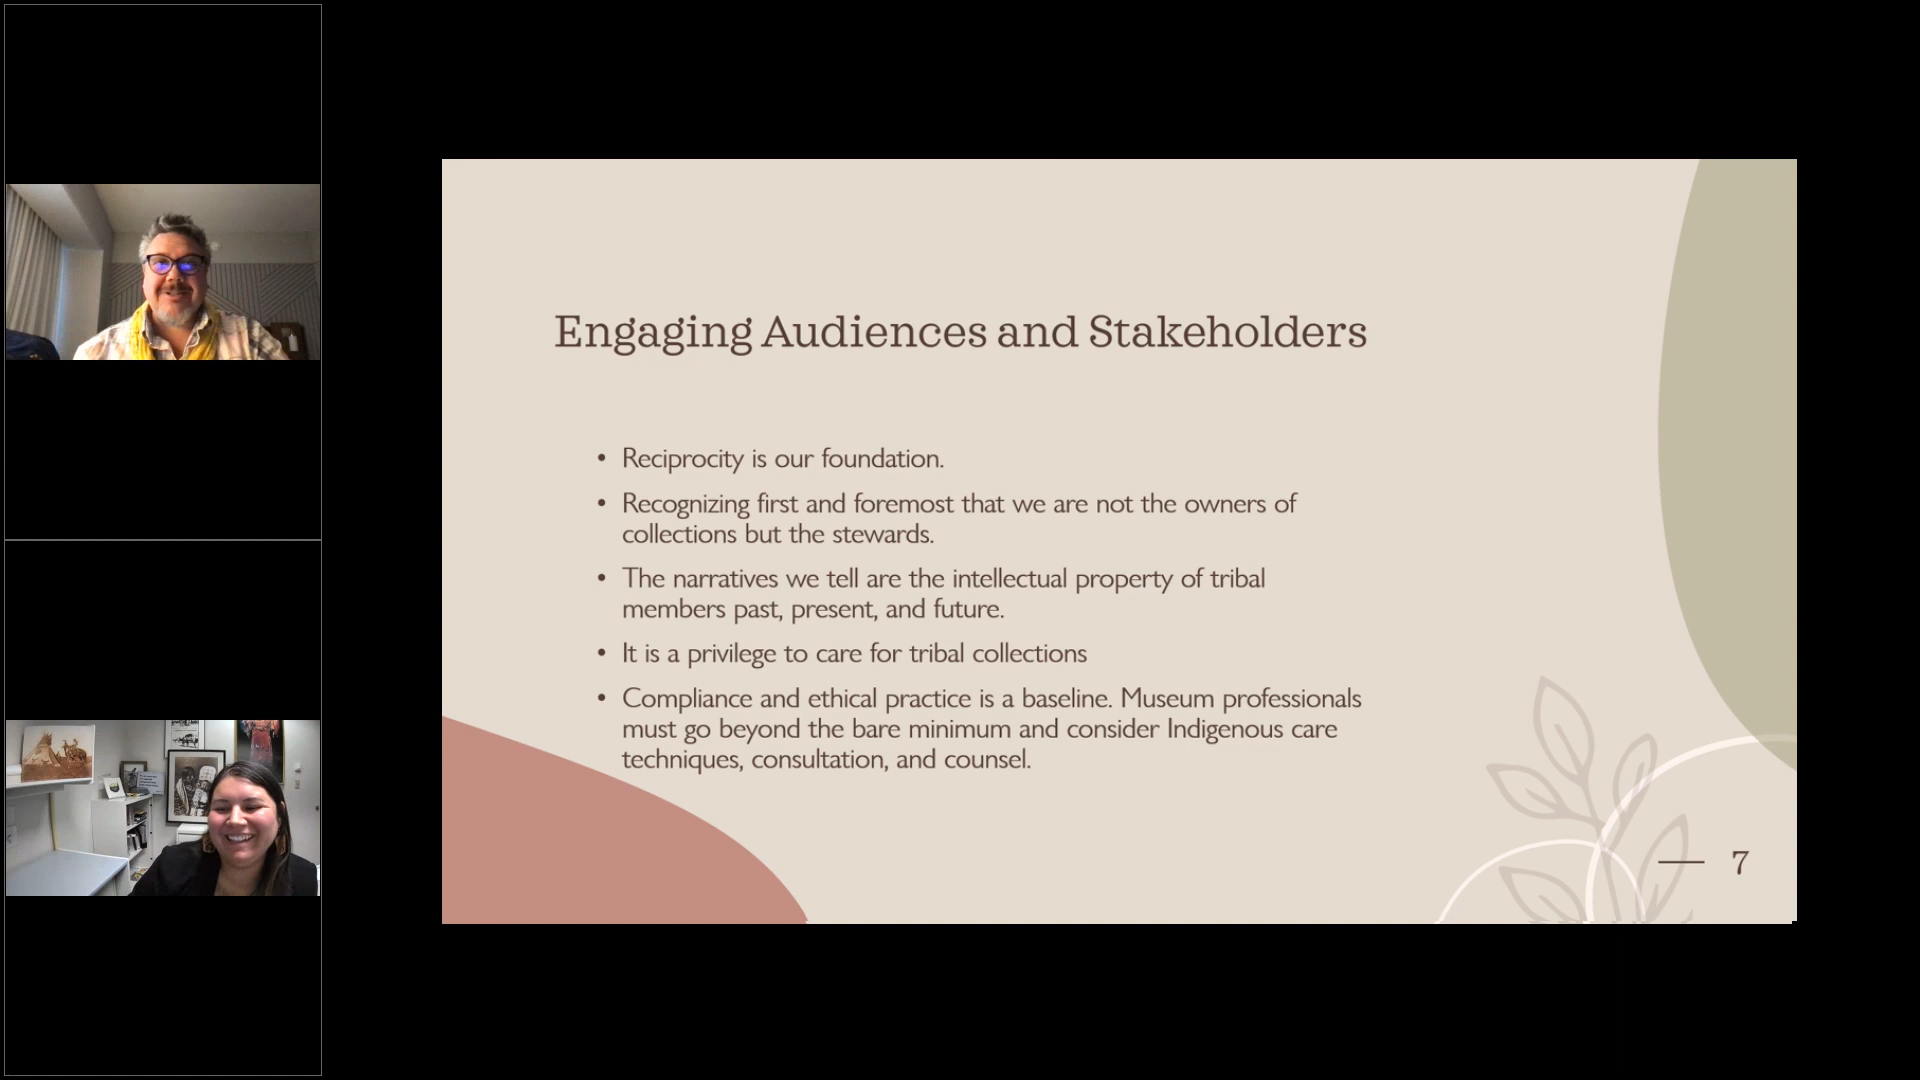 Engaging Audiences and Stakeholders
• Reciprocity is our foundation.
• Recognizing first and foremost that we are not the owners of
collections but the stewards.
• The narratives we tell are the intellectual property of tribal
members past, present, and future.
• It is a privilege to care for tribal collections
• Compliance and ethical practice is a baseline. Museum professionals
must go beyond the bare minimum and consider Indigenous care
techniques, consultation, and counsel.
7